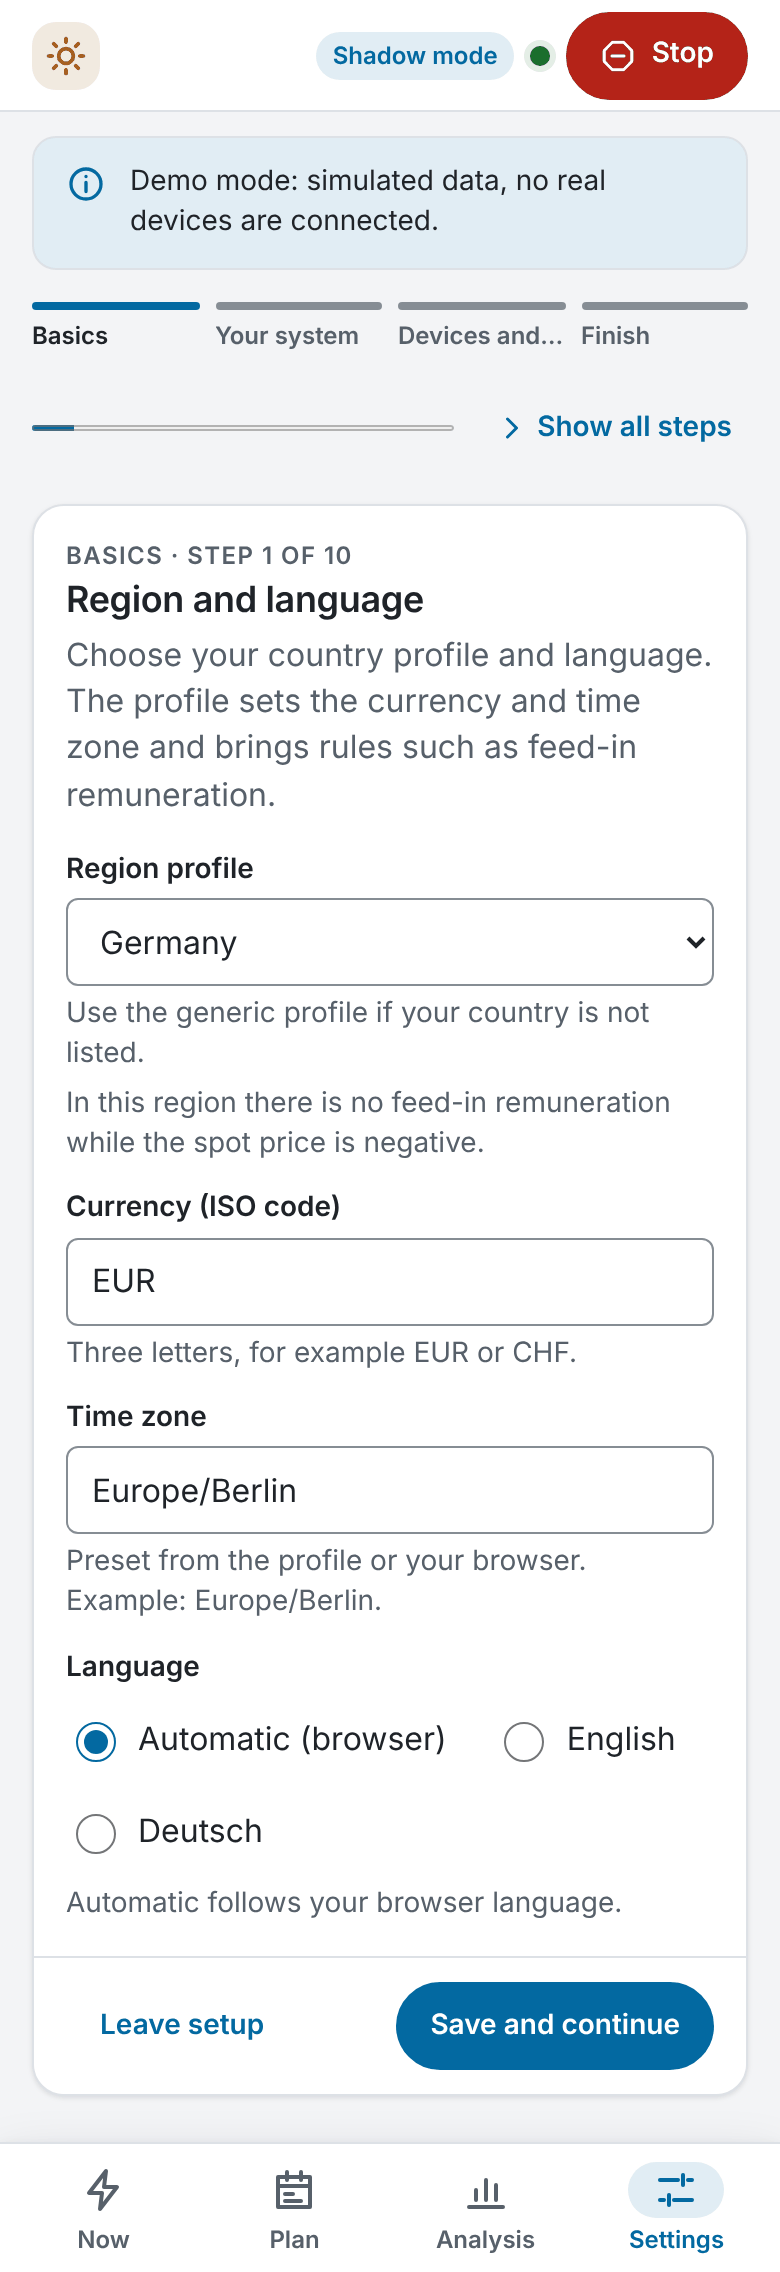 Shadow mode
Stop
Demo mode: simulated data, no real
devices are connected.
Basics
Your system
Devices and...
Finish
Show all steps
BASICS · STEP 1 OF 10
Region and language
Choose your country profile and language.
The profile sets the currency and time
zone and brings rules such as feed-in
remuneration.
Region profile
Germany
Use the generic profile if your country is not
listed.
In this region there is no feed-in remuneration
while the spot price is negative.
Currency (ISO code)
EUR
Three letters, for example EUR or CHF.
Time zone
Europe/Berlin
Preset from the profile or your browser.
Example: Europe/Berlin.
Language
Automatic (browser)
English
Deutsch
Automatic follows your browser language.
Leave setup
Save and continue
Now
Plan
Analysis
Settings